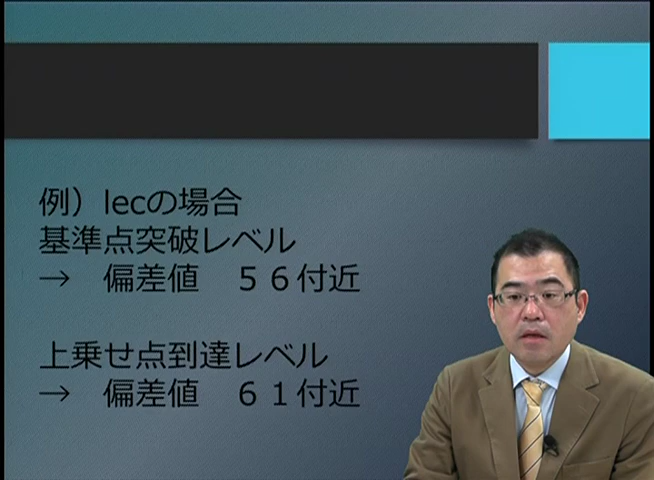 例）lecの場合
基準点突破レベル
→　偏差値　５６付近
上乗せ点到達レベル
→　偏差値　６１付近